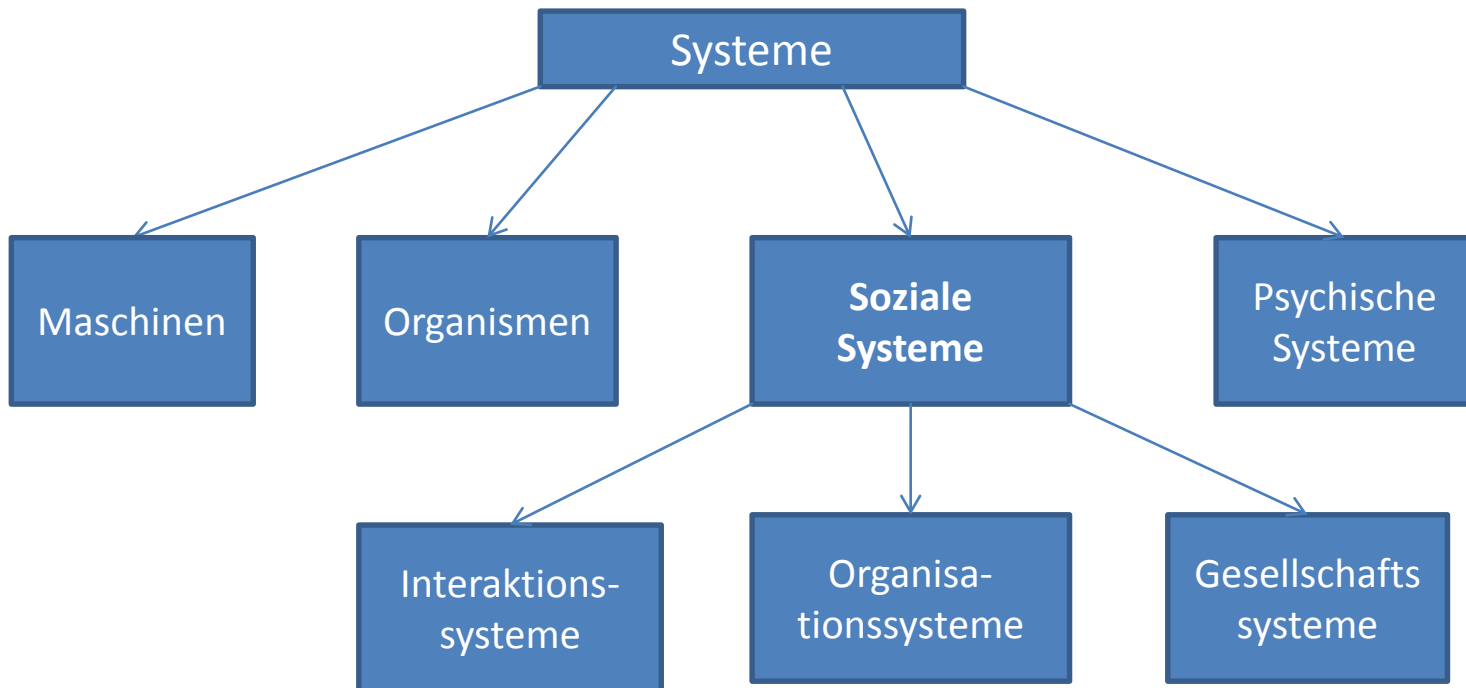 Systeme
Maschinen
Organismen
Soziale
Systeme
Psychische
Systeme
Interaktions-
systeme
Organisa-
tionssysteme
Gesellschafts
systeme